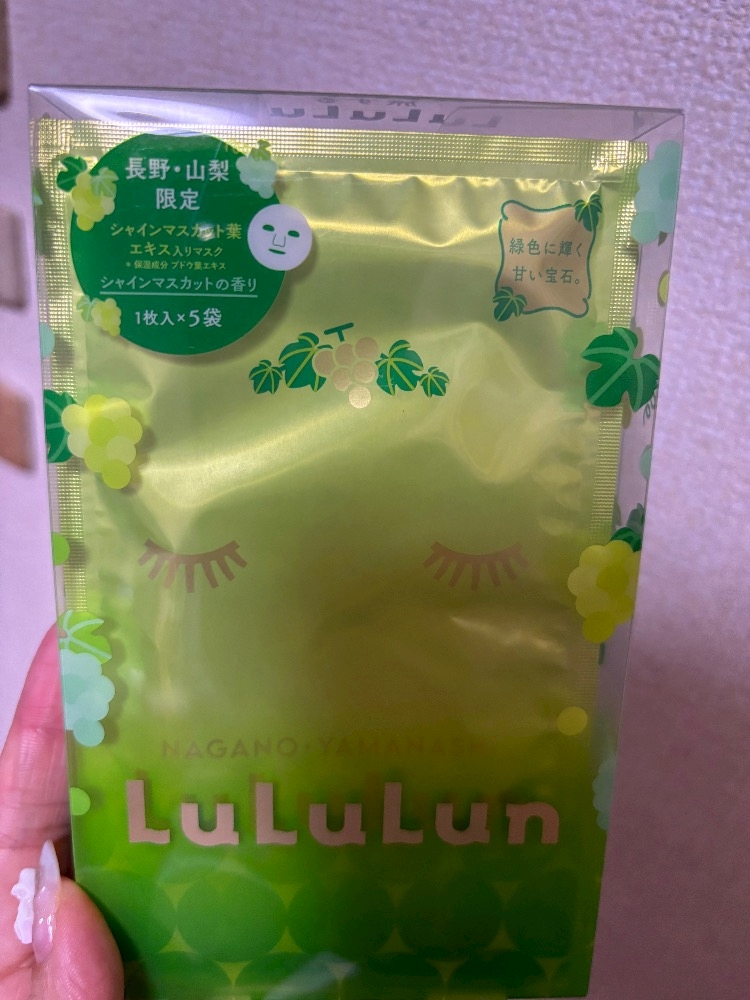 長野・山梨
限定
シャインマスカット葉
エキス入りマスク
※保湿成分 ブドウ葉エキス
シャインマスカットの香り
1枚入×5袋
緑色に輝く
甘い宝石。
NAGANO・YAMANASHI
LuLuLun